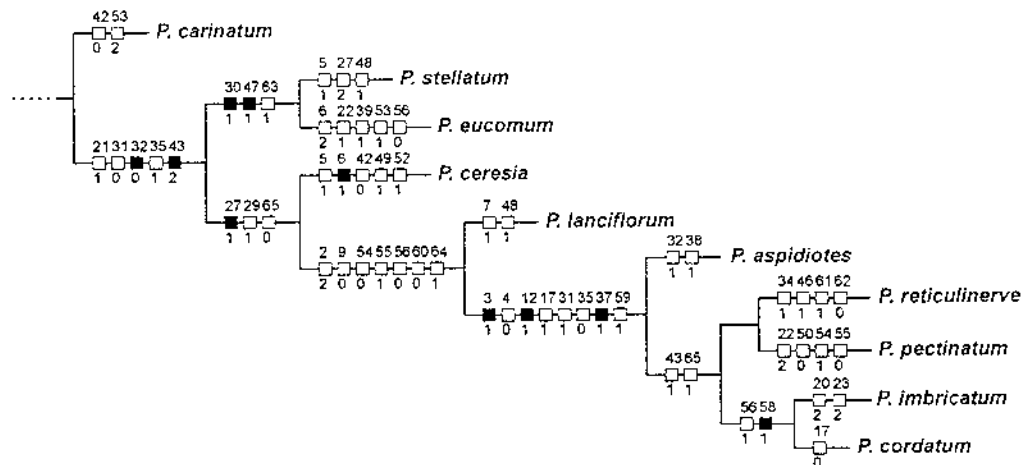 42 53
P. carinatum
0 2
5 27 48
P. stellatum
1 2 1
30 47 63
1 1 1
6 22 39 53 56
P. eucomum
2 1 1 1 0
21 31 32 35 43
1 0 0 1 2
5 6 42 49 52
P. ceresia
1 1 0 1 1
27 29 65
1 1 0
7 48
P. lanciflorum
1 1
2 9 54 55 56 60 64
2 0 0 1 0 0 1
32 38
P. aspidiotes
1 1
3 4 12 17 31 35 37 59
1 0 1 1 1 0 1 1
34 46 61 62
P. reticulinerve
1 1 1 0
22 50 54 55
P. pectinatum
2 0 1 0
43 65
1 1
20 23
P. imbricatum
2 2
56 58
1 1
17
P. cordatum
0